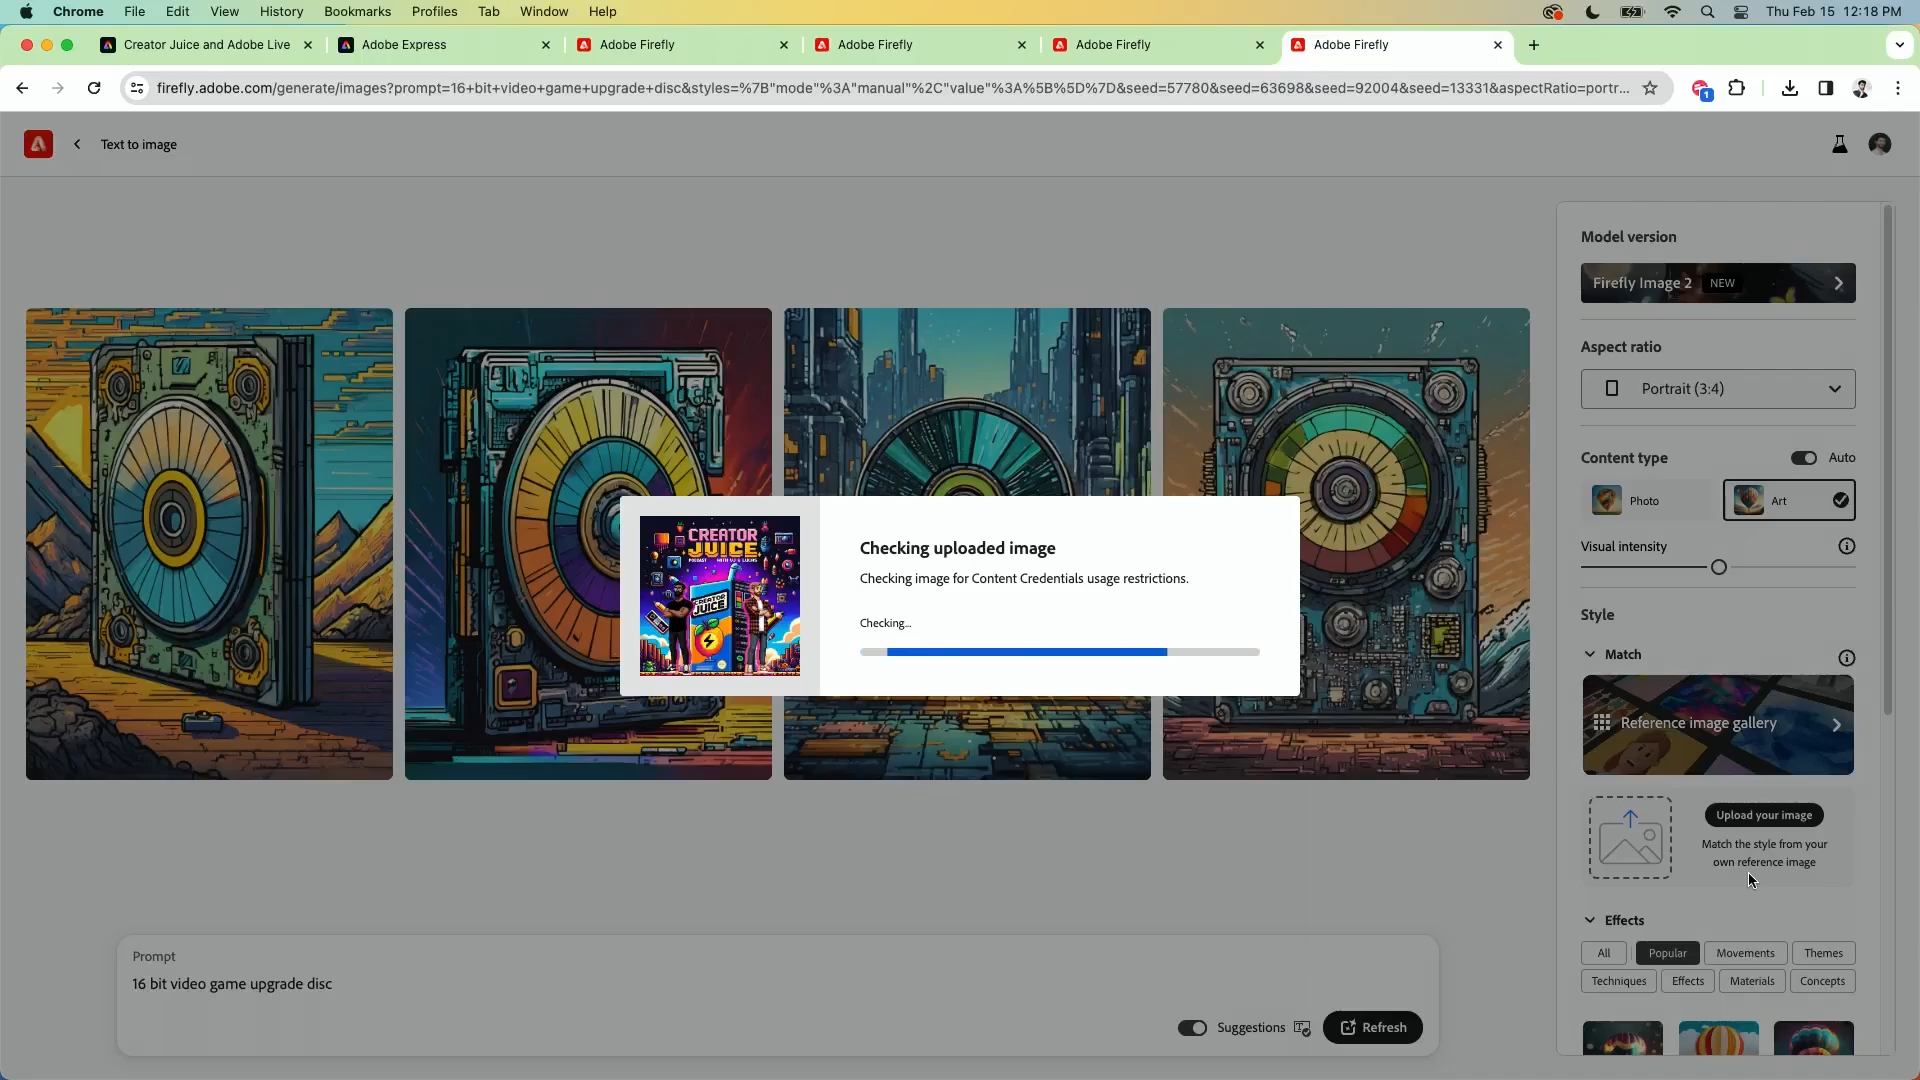 Chrome File Edit View History Bookmarks Profiles Tab Window Help Thu Feb 15 12:18 PM
Creator Juice and Adobe Live Adobe Express Adobe Firefly Adobe Firefly Adobe Firefly Adobe Firefly
firefly.adobe.com/generate/images?prompt=16+bit+video+game+upgrade+disc&styles=%7B"mode"%3A"manual"%2C"value"%3A%5B%5D%7D&seed=57780&seed=63698&seed=92004&seed=13331&aspectRatio=portr...
1
Text to image
Model version
Firefly Image 2 NEW
Aspect ratio
Portrait (3:4)
Content type Auto
Photo Art
Visual intensity
Style
Match
Reference image gallery
Upload your image
Match the style from your
own reference image
Effects
All Popular Movements Themes
Techniques Effects Materials Concepts
CREATOR
JUICE
CREATOR
JUICE
Checking uploaded image
Checking image for Content Credentials usage restrictions.
Checking...
Prompt
16 bit video game upgrade disc
Suggestions Refresh